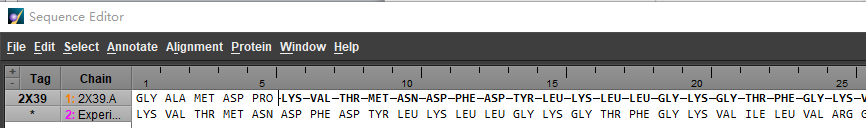 Sequence Editor
File Edit Select Annotate Alignment Protein Window Help
+ - Tag Chain 1 5 10 15 20 25
2X39 1: 2X39.A GLY ALA MET ASP PRO -LYS-VAL-THR-MET-ASN-ASP-PHE-ASP-TYR-LEU-LYS-LEU-LEU-GLY-LYS-GLY-THR-PHE-GLY-LYS-V
* 2: Experi... LYS VAL THR MET ASN ASP PHE ASP TYR LEU LYS LEU LEU GLY LYS GLY THR PHE GLY LYS VAL ILE LEU VAL ARG G